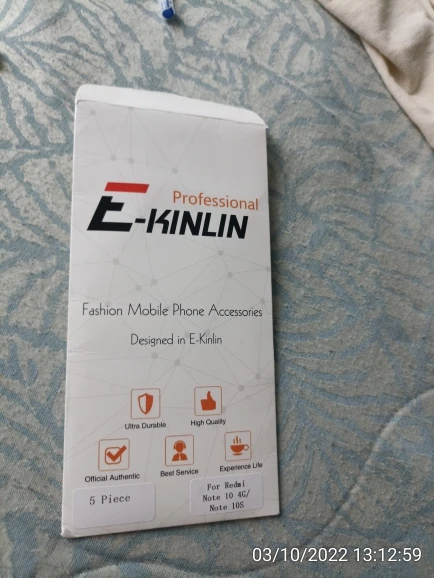 Professional
E-KINLIN
Fashion Mobile Phone Accessories
Designed in E-Kinlin
Ultra Durable
High Quality
Official Authentic
Best Service
Experience Life
5 Piece
For Redmi
Note 10 4G/
Note 10S
03/10/2022 13:12:59